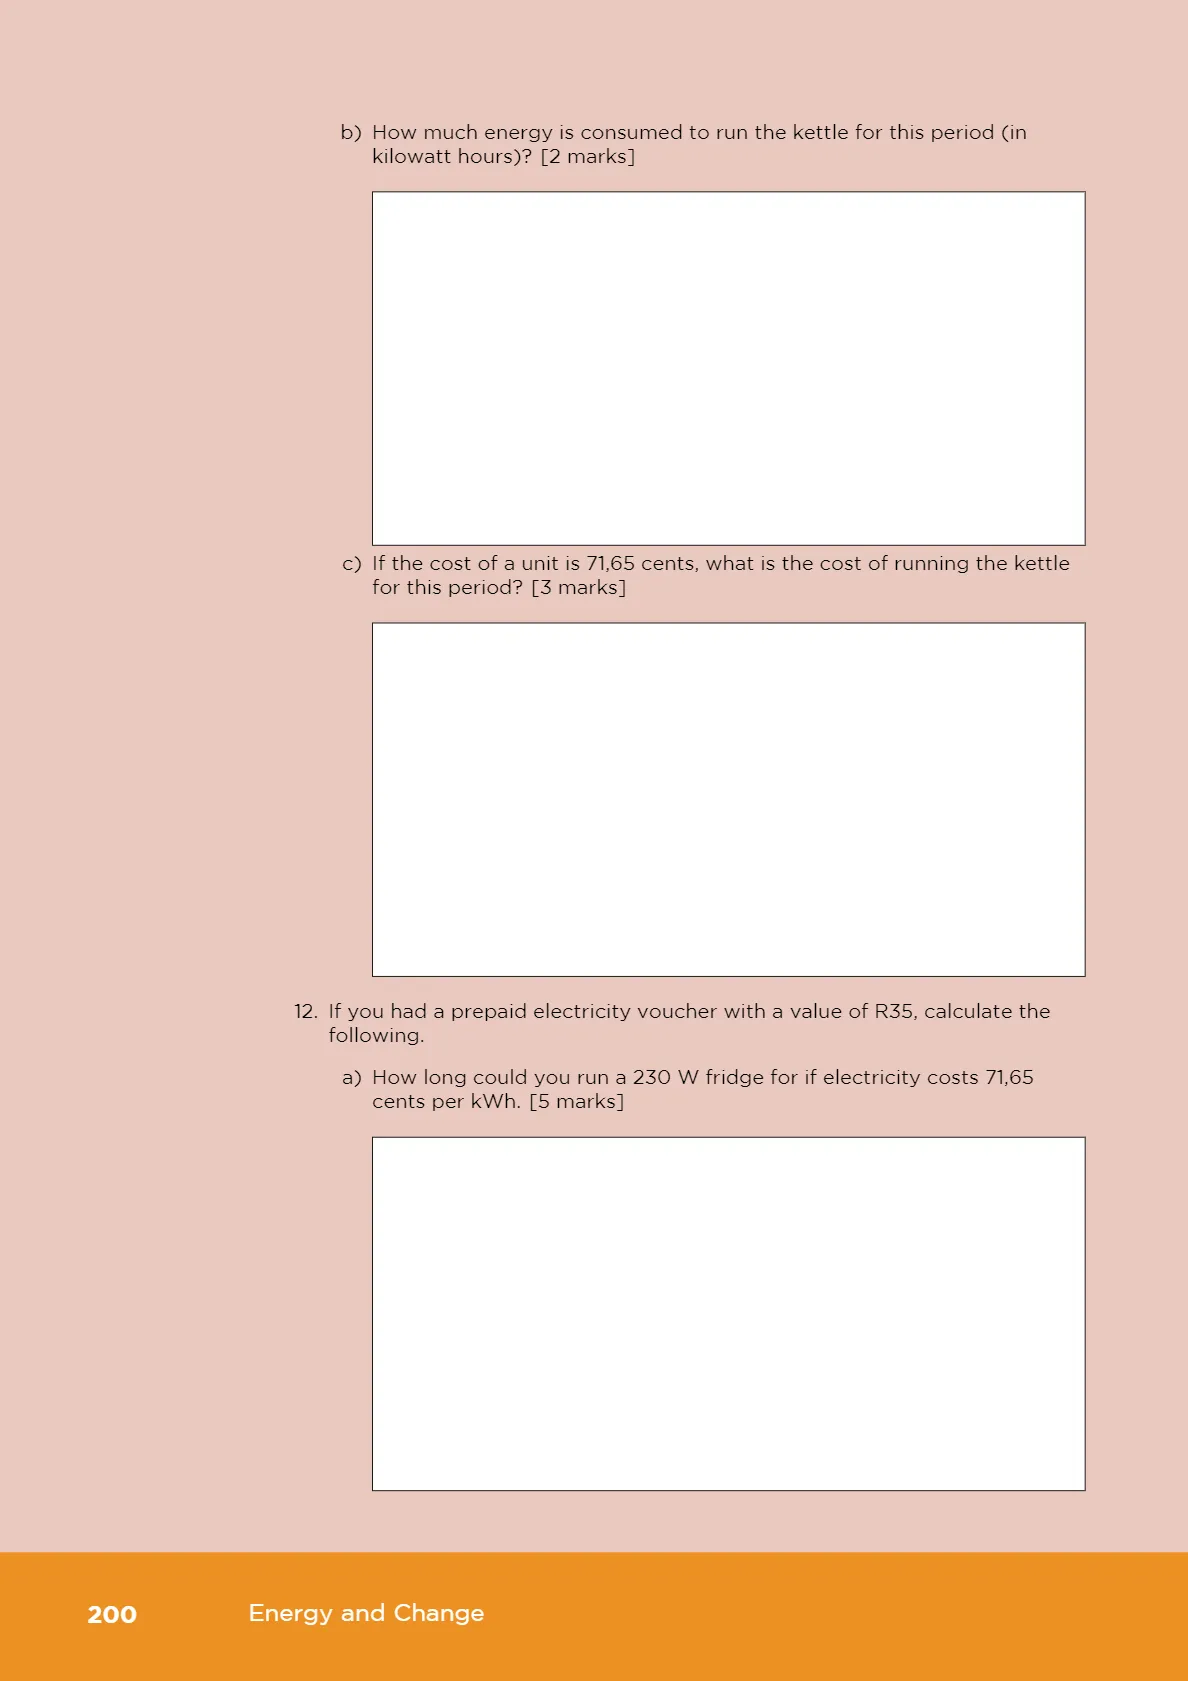 b) How much energy is consumed to run the kettle for this period (in
kilowatt hours)? [2 marks]
c) If the cost of a unit is 71,65 cents, what is the cost of running the kettle
for this period? [3 marks]
12. If you had a prepaid electricity voucher with a value of R35, calculate the
following.
a) How long could you run a 230 W fridge for if electricity costs 71,65
cents per kWh. [5 marks]
200 Energy and Change